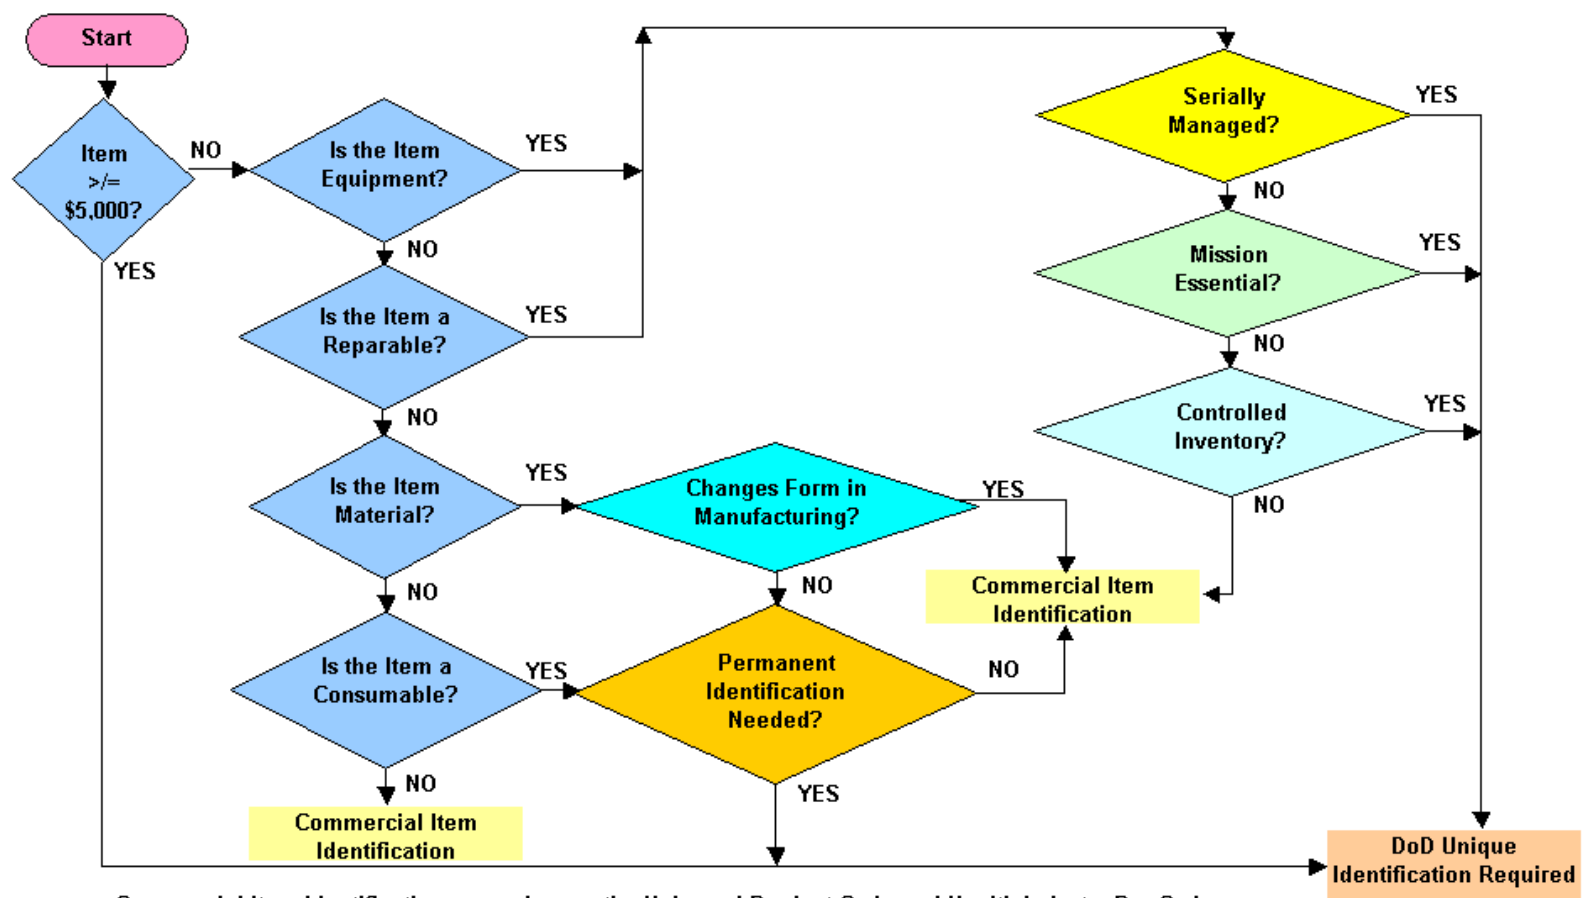 Start
Item
>/=
$5,000?
NO
YES
Is the Item
Equipment?
YES
NO
Is the Item a
Reparable?
YES
NO
Is the Item
Material?
YES
NO
Is the Item a
Consumable?
YES
NO
Commercial Item
Identification
Changes Form in
Manufacturing?
YES
NO
Permanent
Identification
Needed?
NO
YES
Commercial Item
Identification
Serially
Managed?
YES
NO
Mission
Essential?
YES
NO
Controlled
Inventory?
YES
NO
DoD Unique
Identification Required